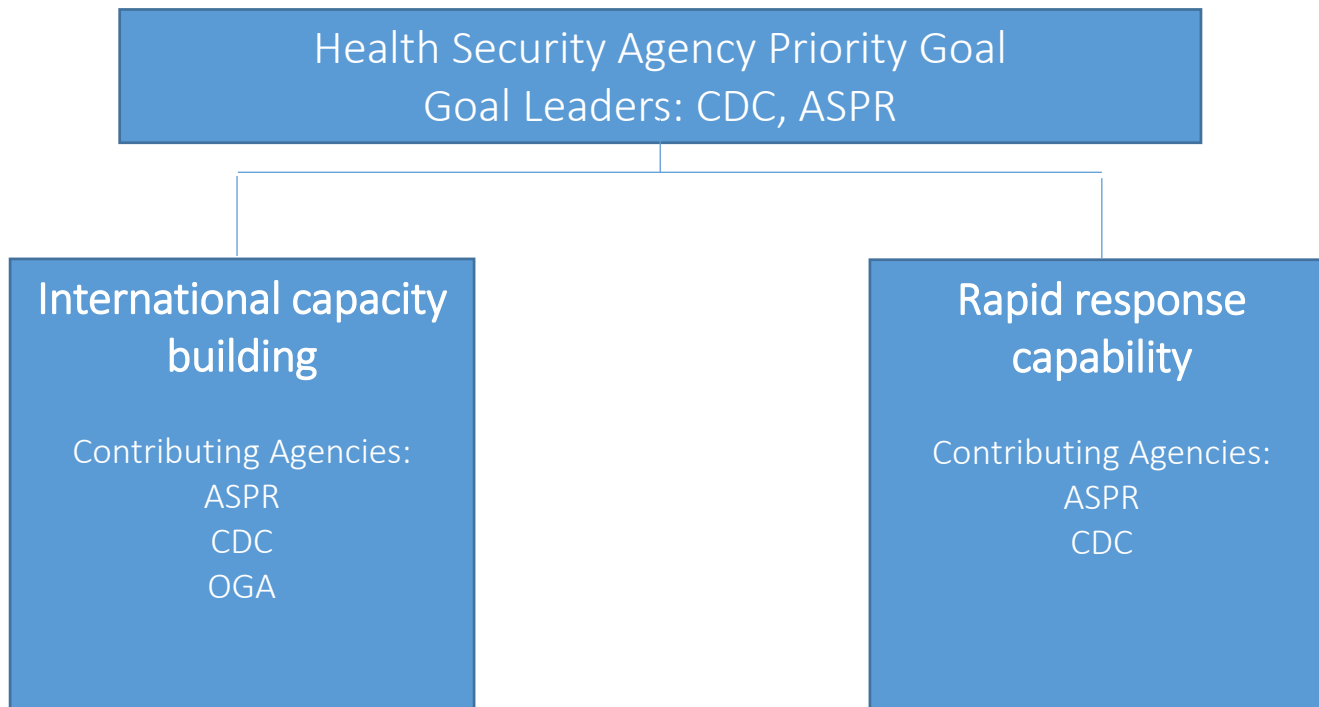 Health Security Agency Priority Goal
Goal Leaders: CDC, ASPR
International capacity
building
Contributing Agencies:
ASPR
CDC
OGA
Rapid response
capability
Contributing Agencies:
ASPR
CDC